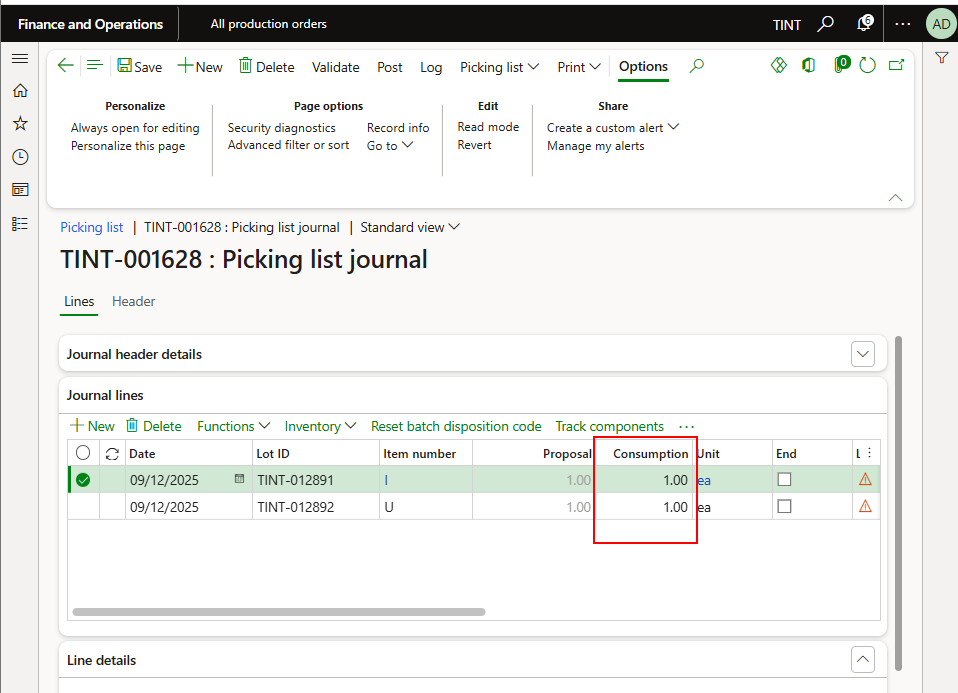 Finance and Operations All production orders TINT 6 ... AD
Save New Delete Validate Post Log Picking list Print Options 0
Personalize Page options Edit Share
Always open for editing Security diagnostics Record info Read mode Create a custom alert
Personalize this page Advanced filter or sort Go to Revert Manage my alerts
Picking list | TINT-001628 : Picking list journal | Standard view
TINT-001628 : Picking list journal
Lines Header
Journal header details
Journal lines
New Delete Functions Inventory Reset batch disposition code Track components ...
Date Lot ID Item number Proposal Consumption Unit End L
09/12/2025 TINT-012891 I 1.00 1.00 ea
09/12/2025 TINT-012892 U 1.00 1.00 ea
Line details